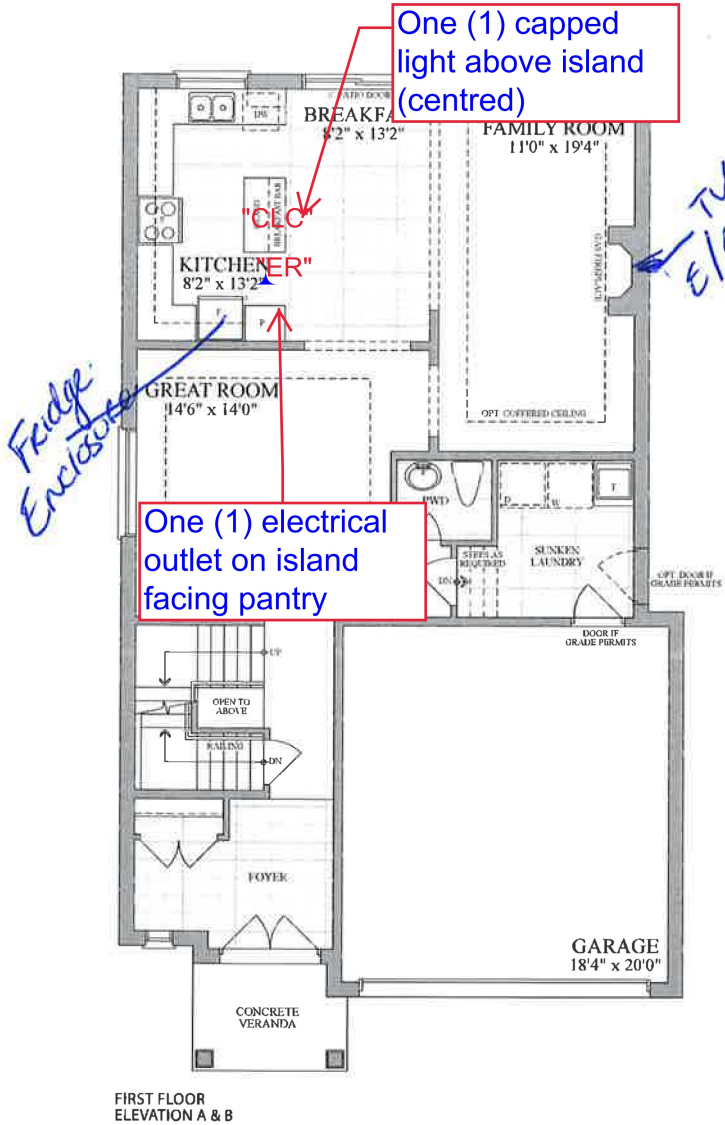 One (1) capped
light above island
(centred)
PATIO DOOR
BREAKFA
8'2" x 13'2"
FAMILY ROOM
11'0" x 19'4"
DW
TV
BREAKFAST BAR
"CLC"
"ER"
KITCHEN
8'2" x 13'2"
GAS FIREPLACE
F
P
Fridge
Enclosure
GREAT ROOM
14'6" x 14'0"
OPT COFFERED CEILING
One (1) electrical
outlet on island
facing pantry
PWD
D
W
STEPS AS
REQUIRED
DN
SUNKEN
LAUNDRY
OPT. DOOR IF
GRADE PERMITS
DOOR IF
GRADE PERMITS
UP
OPEN TO
ABOVE
RAILING
DN
FOYER
GARAGE
18'4" x 20'0"
CONCRETE
VERANDA
FIRST FLOOR
ELEVATION A & B